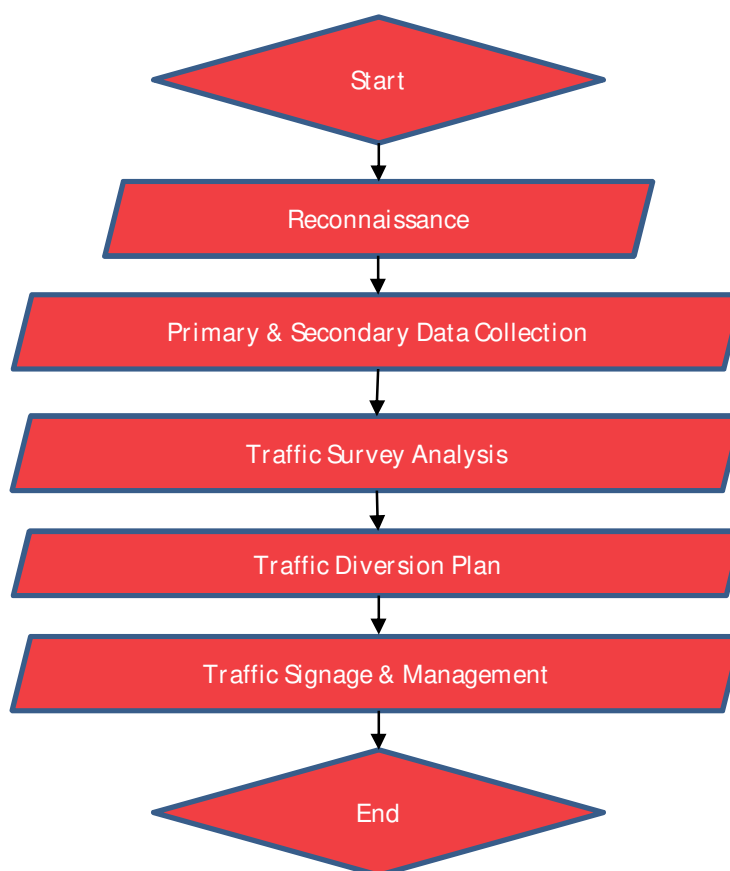 Start
Reconnaissance
Primary & Secondary Data Collection
Traffic Survey Analysis
Traffic Diversion Plan
Traffic Signage & Management
End